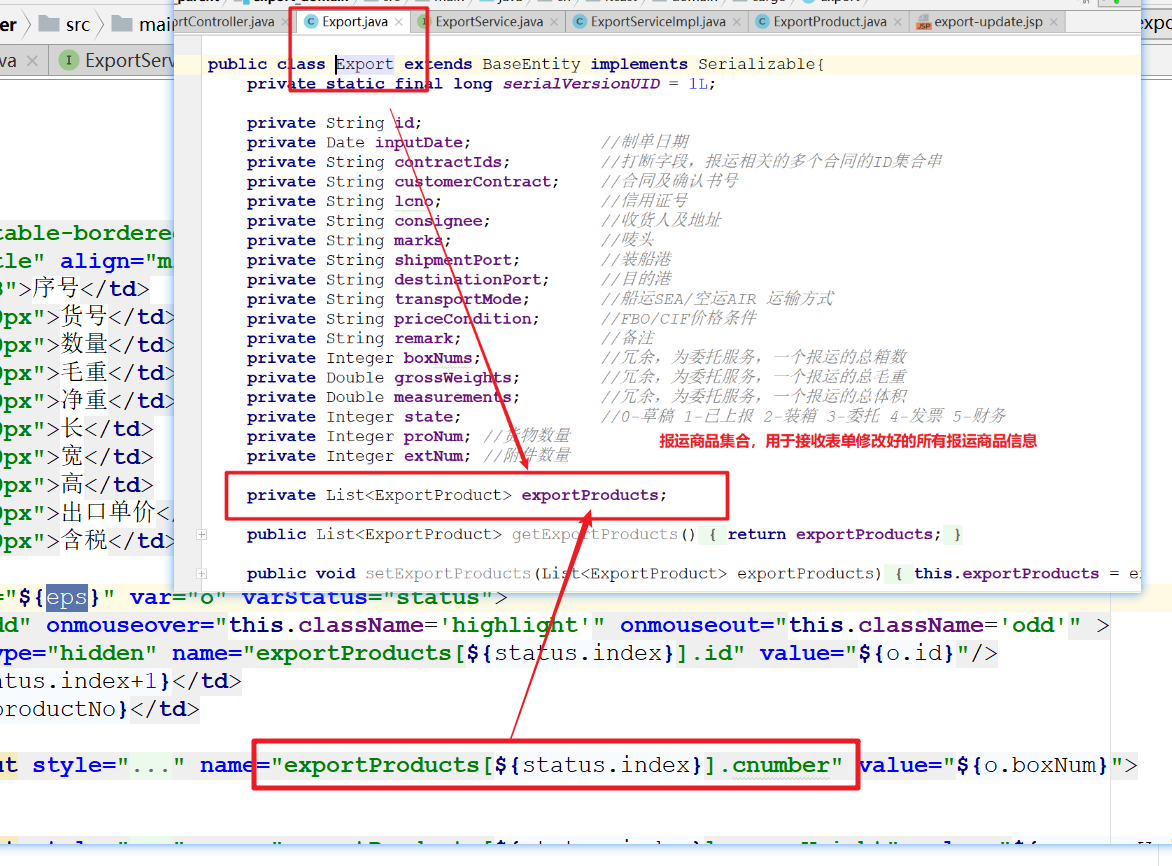 er src main
rtController.java × Export.java × ExportService.java × ExportServiceImpl.java × ExportProduct.java × export-update.jsp ×
va × ExportServ
public class Export extends BaseEntity implements Serializable{
private static final long serialVersionUID = 1L;
private String id;
private Date inputDate; //制单日期
private String contractIds; //打断字段，报运相关的多个合同的ID集合串
private String customerContract; //合同及确认书号
private String lcno; //信用证号
private String consignee; //收货人及地址
private String marks; //唛头
private String shipmentPort; //装船港
private String destinationPort; //目的港
private String transportMode; //船运SEA/空运AIR 运输方式
private String priceCondition; //FBO/CIF价格条件
private String remark; //备注
private Integer boxNums; //冗余，为委托服务，一个报运的总箱数
private Double grossWeights; //冗余，为委托服务，一个报运的总毛重
private Double measurements; //冗余，为委托服务，一个报运的总体积
private Integer state; //0-草稿 1-已上报 2-装箱 3-委托 4-发票 5-财务
private Integer proNum; //货物数量
报运商品集合，用于接收表单修改好的所有报运商品信息
private Integer extNum; //附件数量
private List<ExportProduct> exportProducts;
public List<ExportProduct> getExportProducts() { return exportProducts; }
public void setExportProducts(List<ExportProduct> exportProducts) { this.exportProducts = ex
table-bordered
tle" align="m
3">序号</td>
0px">货号</td>
0px">数量</td>
0px">毛重</td>
0px">净重</td>
0px">长</td>
0px">宽</td>
0px">高</td>
0px">出口单价</
0px">含税</td>
="${eps}" var="o" varStatus="status">
dd" onmouseover="this.className='highlight'" onmouseout="this.className='odd'" >
ype="hidden" name="exportProducts[${status.index}].id" value="${o.id}"/>
atus.index+1}</td>
productNo}</td>
ut style="..." name="exportProducts[${status.index}].cnumber" value="${o.boxNum}">